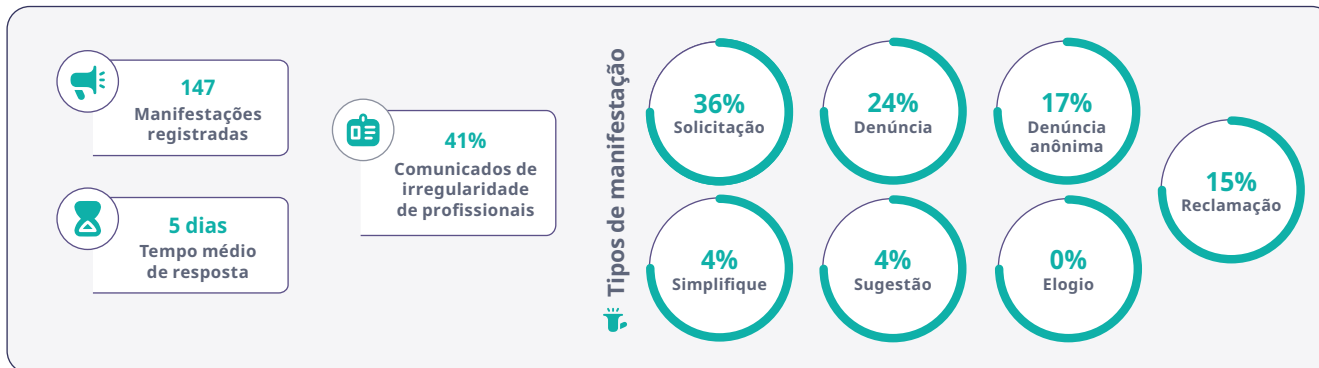 147
Manifestações
registradas
5 dias
Tempo médio
de resposta
41%
Comunicados de
irregularidade
de profissionais
Tipos de manifestação
36%
Solicitação
24%
Denúncia
17%
Denúncia
anônima
15%
Reclamação
4%
Simplifique
4%
Sugestão
0%
Elogio